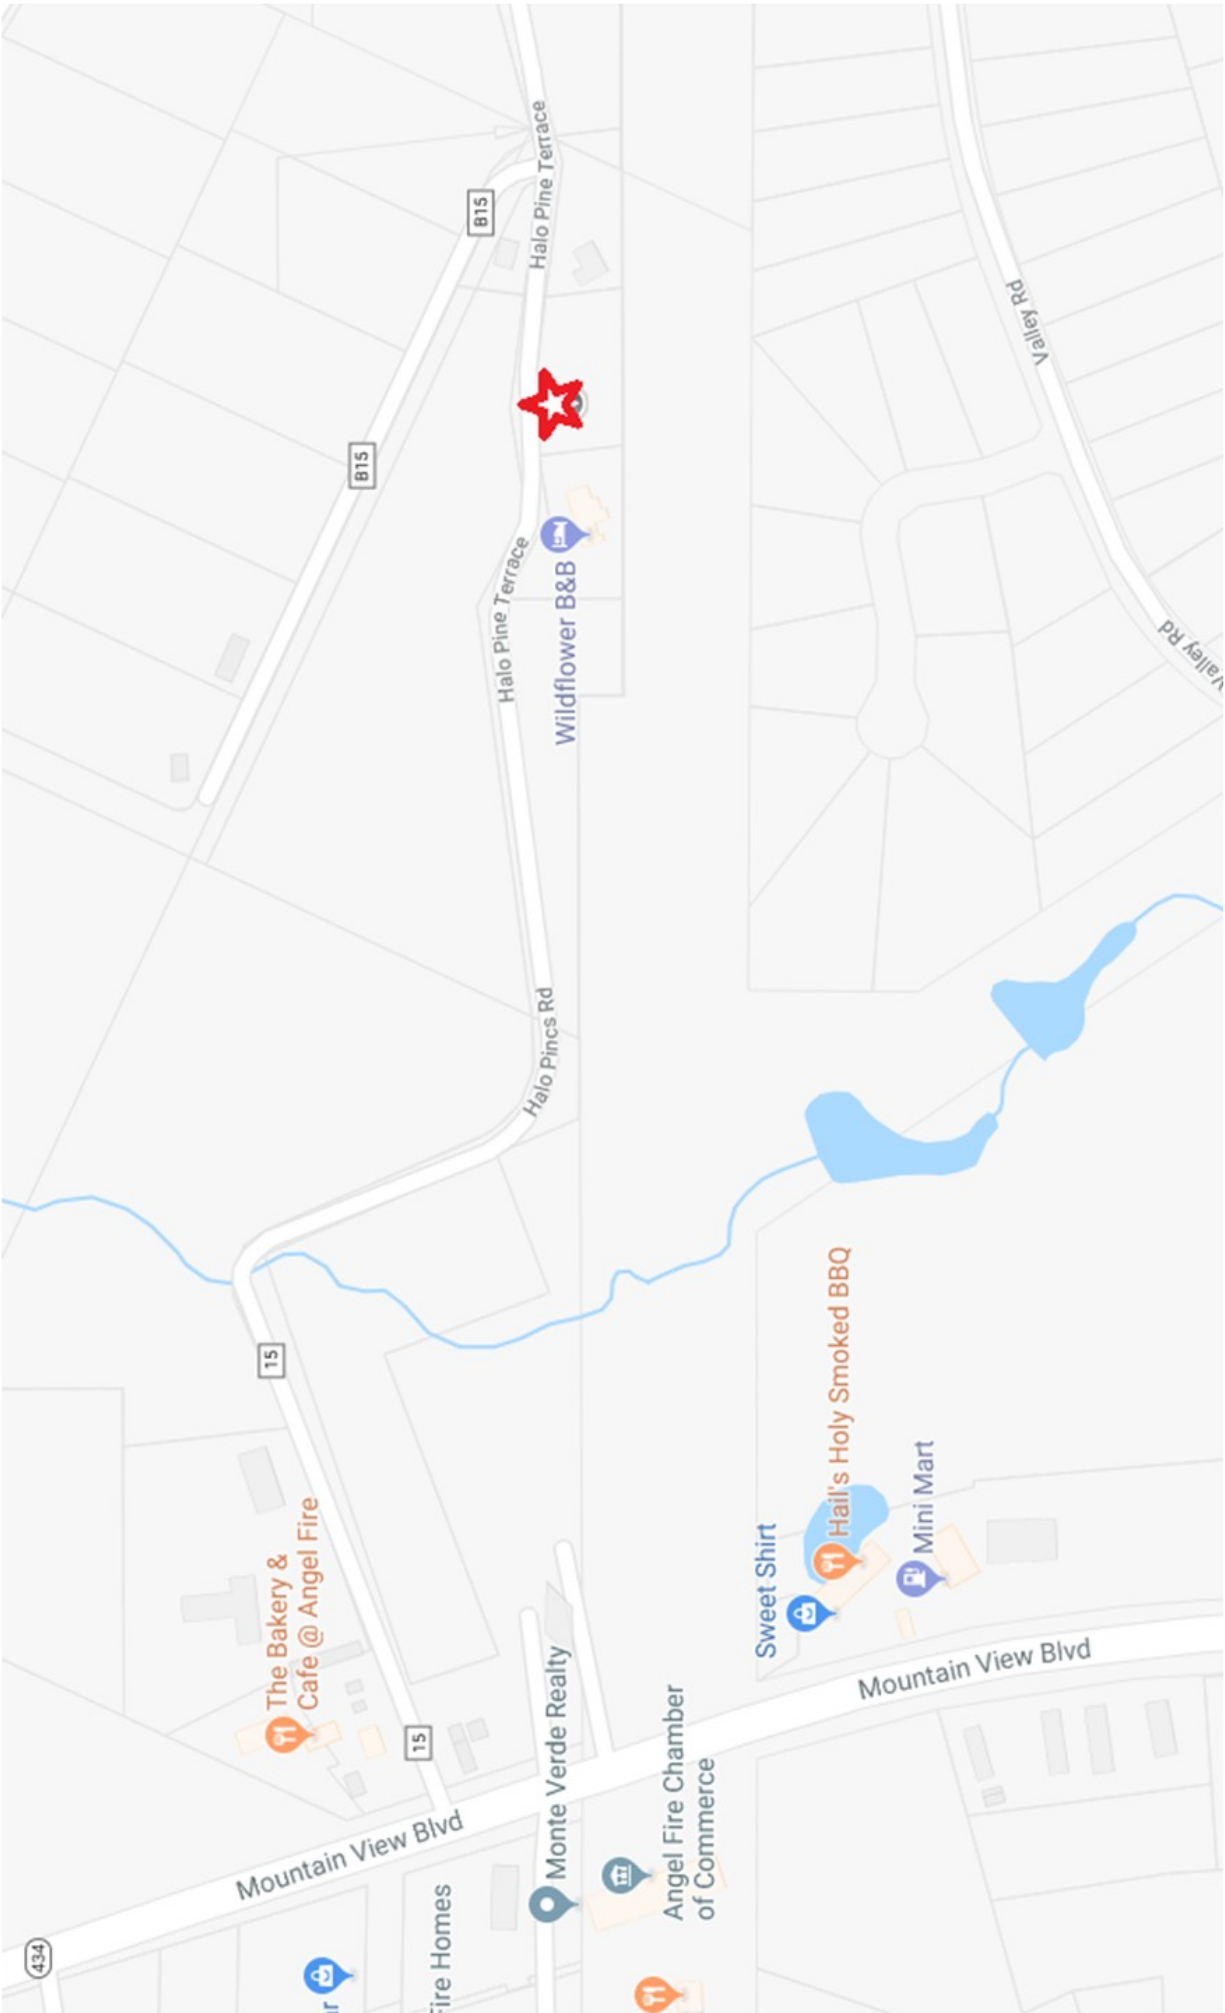 434
Mountain View Blvd
The Bakery &
Cafe @ Angel Fire
15
15
B15
B15
Fire Homes
Halo Pincs Rd
Halo Pine Terrace
Halo Pine Terrace
Monte Verde Realty
Wildflower B&B
Angel Fire Chamber
of Commerce
Sweet Shirt
Hail's Holy Smoked BBQ
Mini Mart
Mountain View Blvd
Valley Rd
Valley Rd